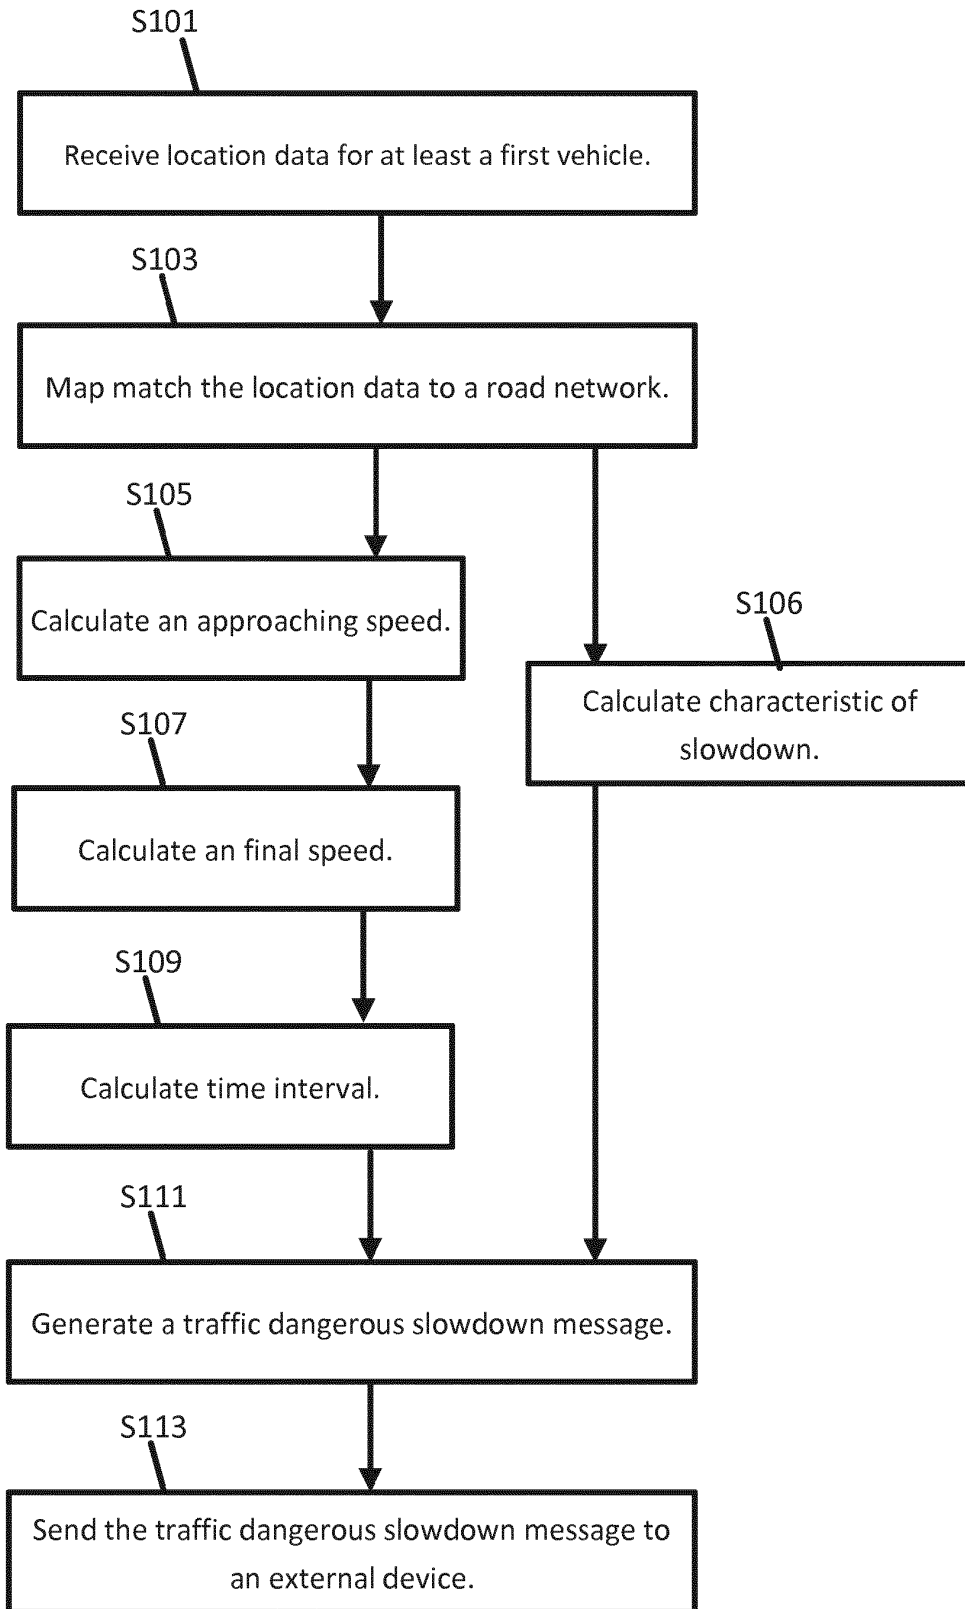 S101
Receive location data for at least a first vehicle.
S103
Map match the location data to a road network.
S105
Calculate an approaching speed.
S106
Calculate characteristic of
slowdown.
S107
Calculate an final speed.
S109
Calculate time interval.
S111
Generate a traffic dangerous slowdown message.
S113
Send the traffic dangerous slowdown message to
an external device.